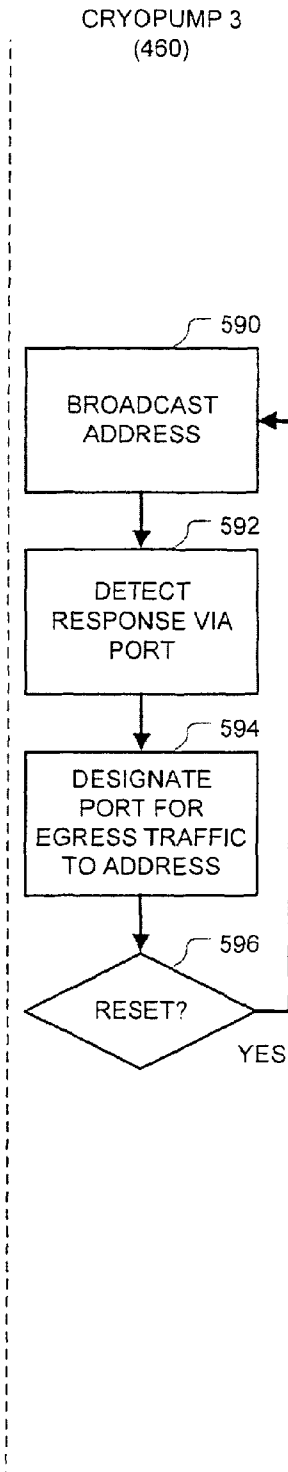 CRYOPUMP 3
(460)
590
BROADCAST
ADDRESS
592
DETECT
RESPONSE VIA
PORT
594
DESIGNATE
PORT FOR
EGRESS TRAFFIC
TO ADDRESS
596
RESET?
YES